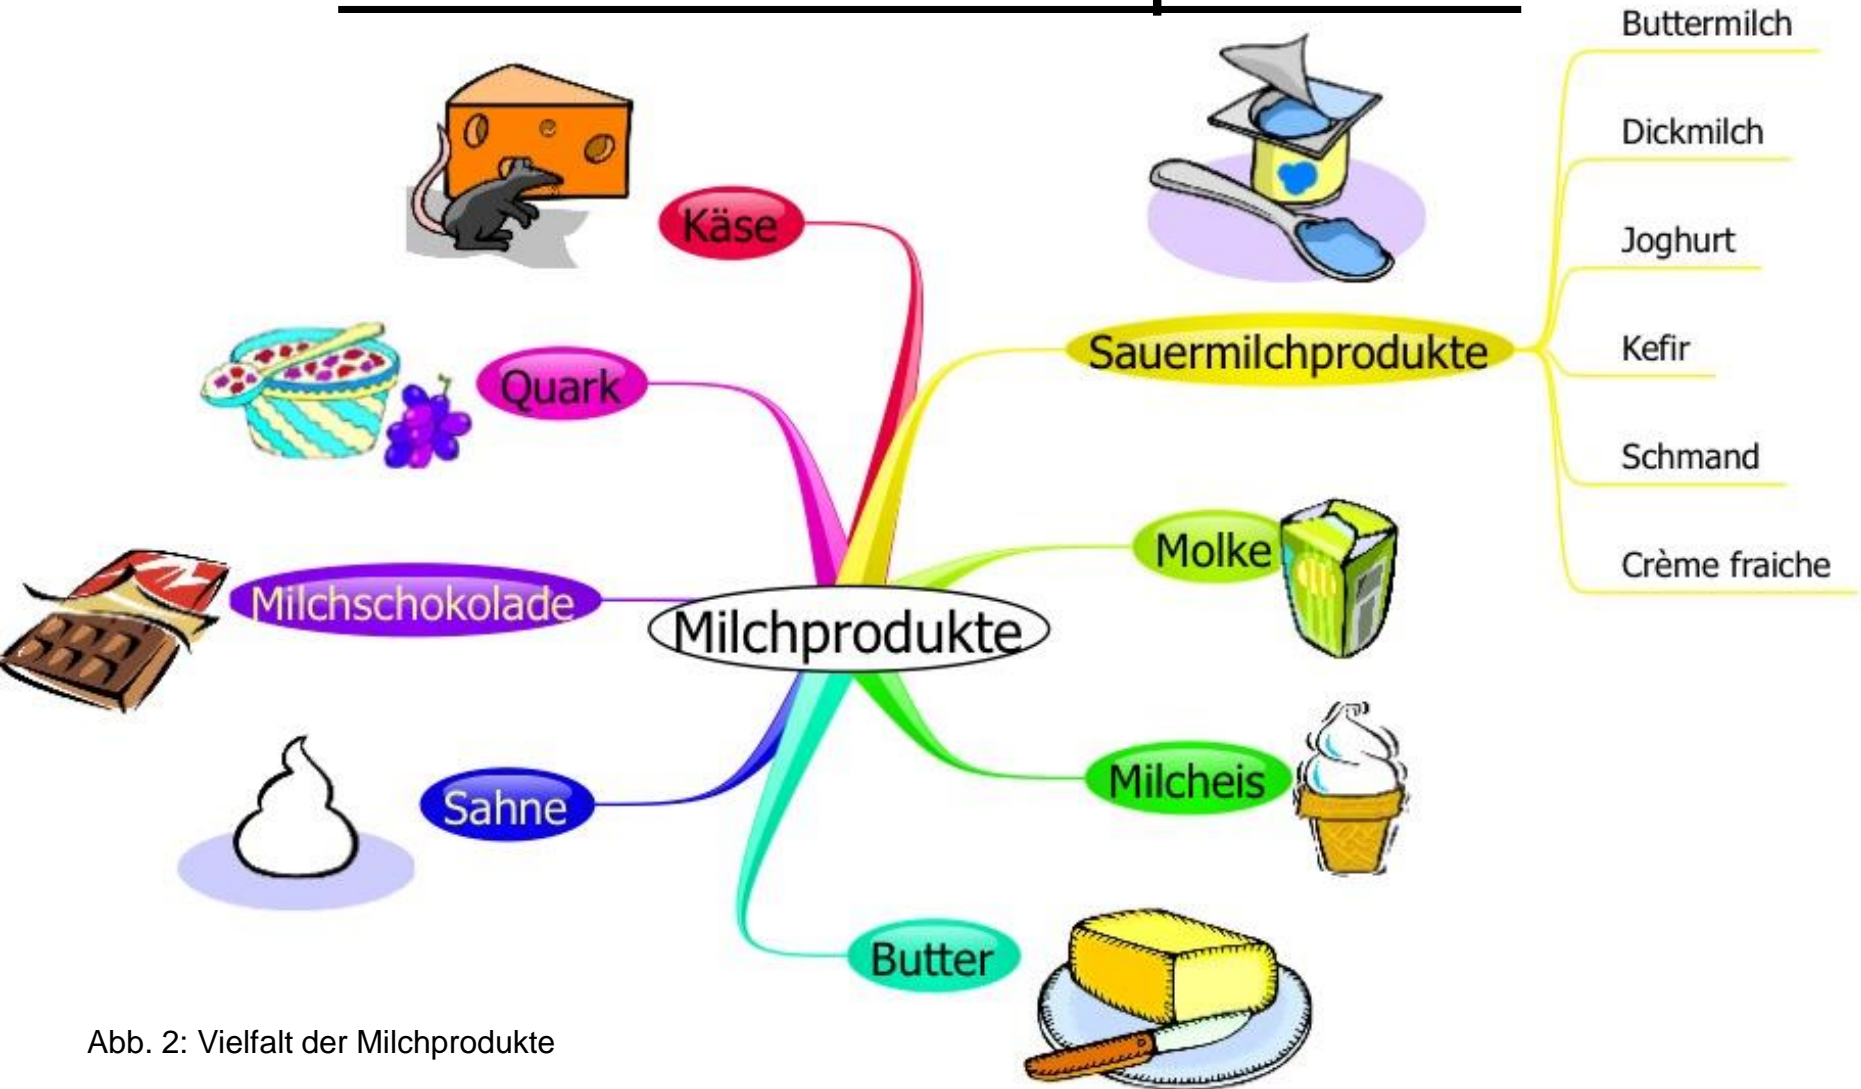 Buttermilch
Dickmilch
Joghurt
Kefir
Schmand
Crème fraiche
Sauermilchprodukte
Käse
Quark
Molke
Milchschokolade
Milchprodukte
Milcheis
Sahne
Butter
Abb. 2: Vielfalt der Milchprodukte